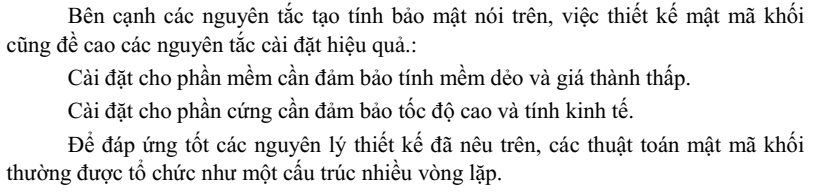 Bên cạnh các nguyên tắc tạo tính bảo mật nói trên, việc thiết kế mật mã khối
cũng đề cao các nguyên tắc cài đặt hiệu quả.:
Cài đặt cho phần mềm cần đảm bảo tính mềm dẻo và giá thành thấp.
Cài đặt cho phần cứng cần đảm bảo tốc độ cao và tính kinh tế.
Để đáp ứng tốt các nguyên lý thiết kế đã nêu trên, các thuật toán mật mã khối
thường được tổ chức như một cấu trúc nhiều vòng lặp.